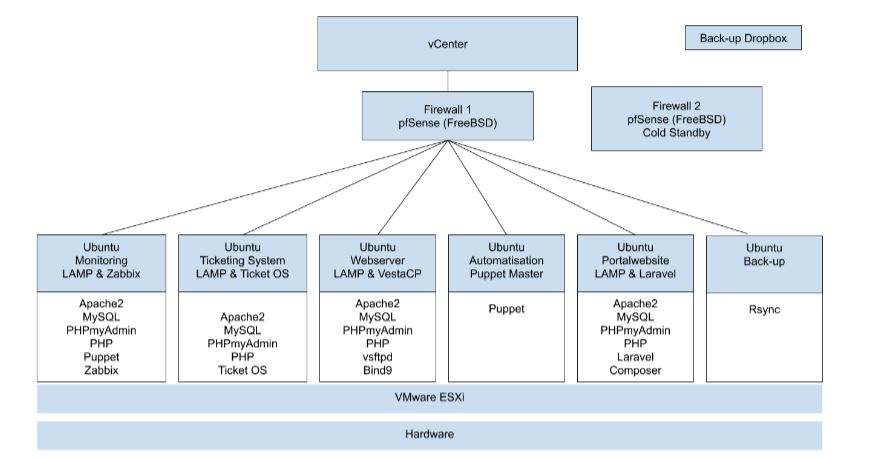 vCenter
Back-up Dropbox
Firewall 1
pfSense (FreeBSD)
Firewall 2
pfSense (FreeBSD)
Cold Standby
Ubuntu
Monitoring
LAMP & Zabbix
Apache2
MySQL
PHPmyAdmin
PHP
Puppet
Zabbix
Ubuntu
Ticketing System
LAMP & Ticket OS
Apache2
MySQL
PHPmyAdmin
PHP
Ticket OS
Ubuntu
Webserver
LAMP & VestaCP
Apache2
MySQL
PHPmyAdmin
PHP
vsftpd
Bind9
Ubuntu
Automatisation
Puppet Master
Puppet
Ubuntu
Portalwebsite
LAMP & Laravel
Apache2
MySQL
PHPmyAdmin
PHP
Laravel
Composer
Ubuntu
Back-up
Rsync
VMware ESXi
Hardware